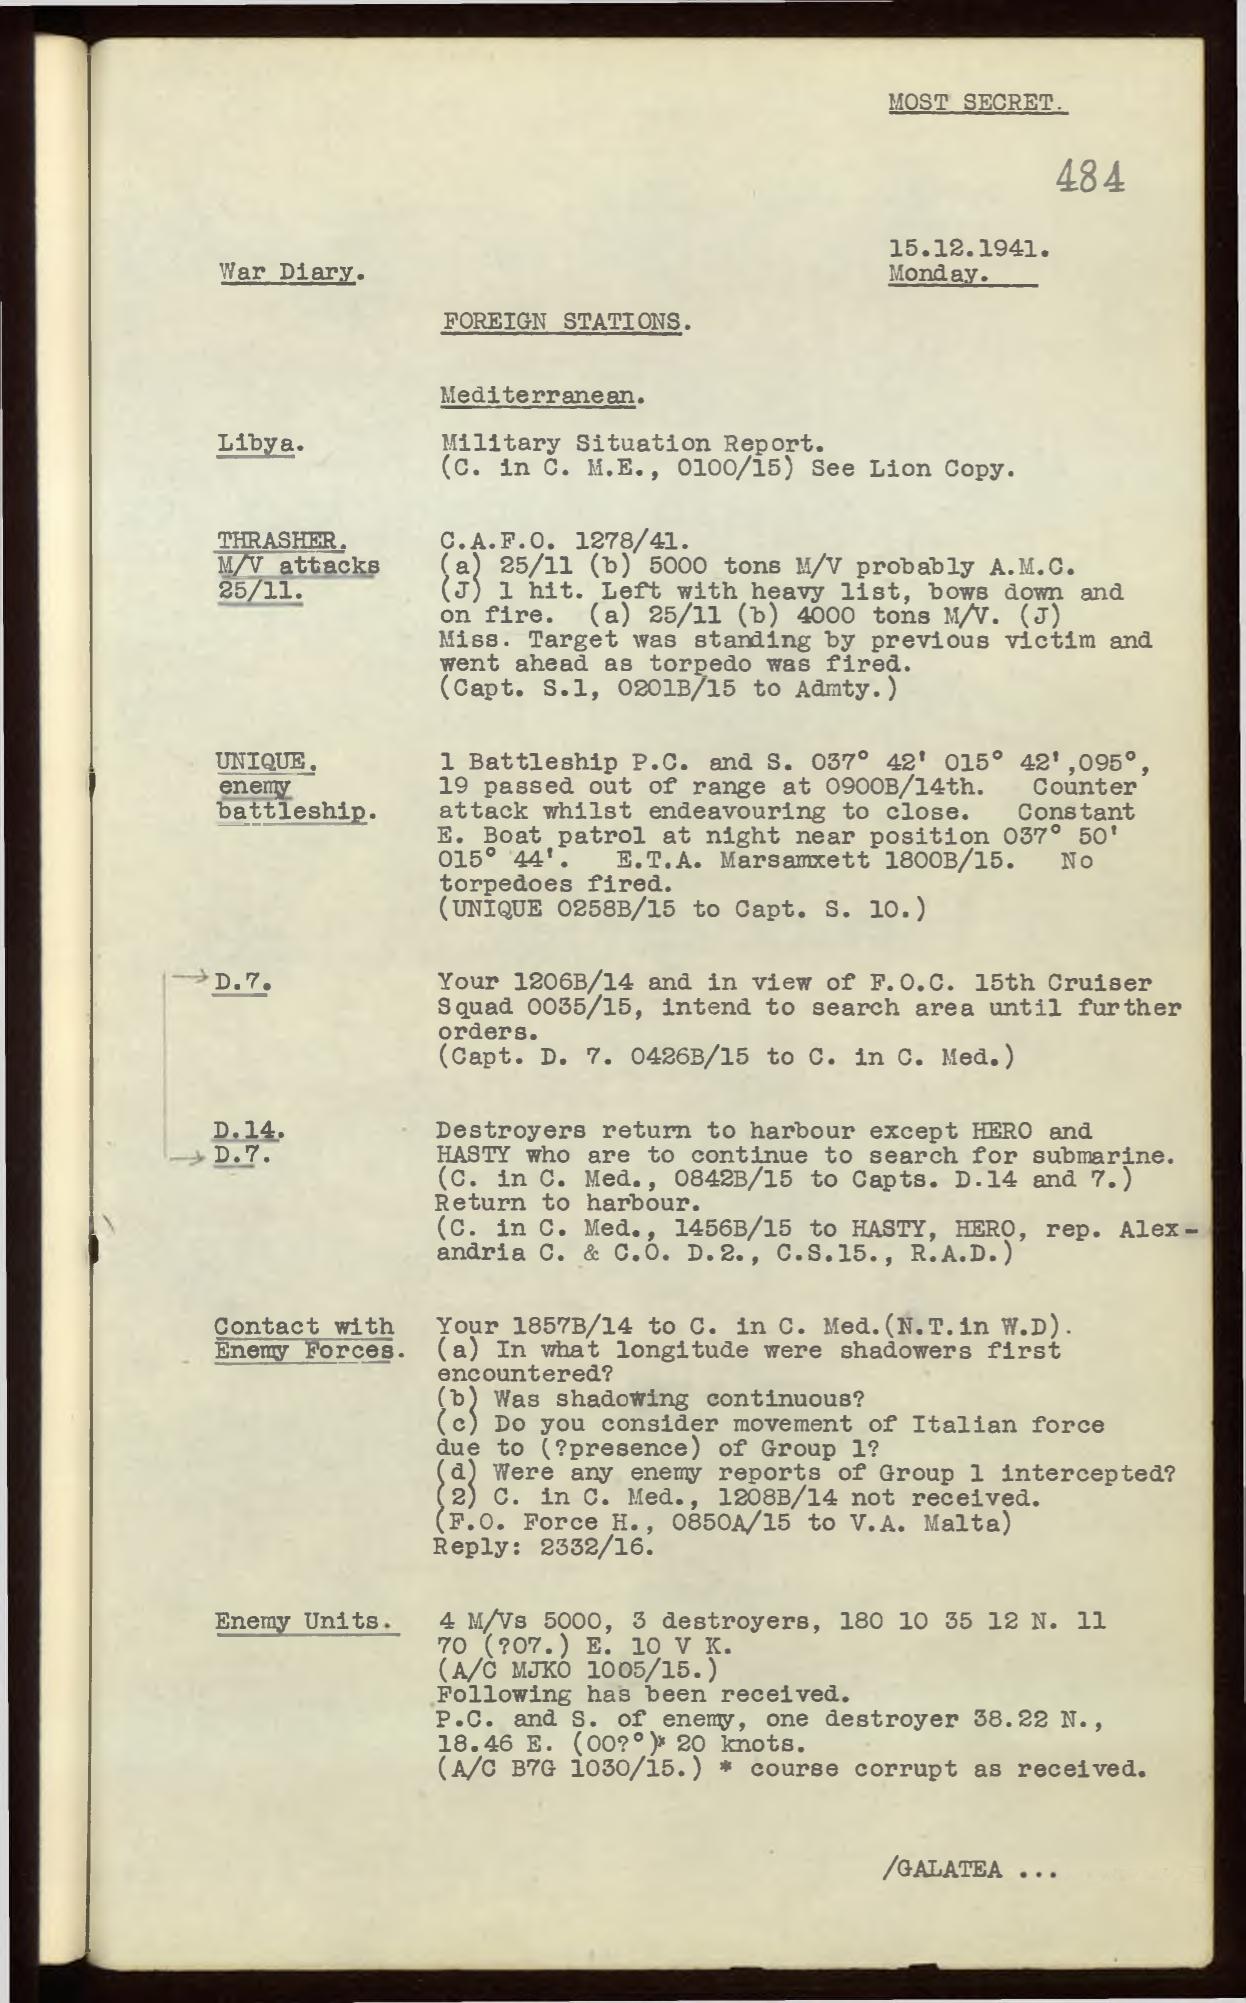 MOST SECRET.
484
15.12.1941.
War Diary. Monday.
FOREIGN STATIONS.
Mediterranean.
Libya. Military Situation Report.
(C. in C. M.E., 0100/15) See Lion Copy.
THRASHER. C.A.F.O. 1278/41.
M/V attacks (a) 25/11 (b) 5000 tons M/V probably A.M.C.
25/11. (J) 1 hit. Left with heavy list, bows down and
on fire. (a) 25/11 (b) 4000 tons M/V. (J)
Miss. Target was standing by previous victim and
went ahead as torpedo was fired.
(Capt. S.1, 0201B/15 to Admty.)
UNIQUE. 1 Battleship P.C. and S. 037° 42' 015° 42',095°,
enemy 19 passed out of range at 0900B/14th. Counter
battleship. attack whilst endeavouring to close. Constant
E. Boat patrol at night near position 037° 50'
015° 44'. E.T.A. Marsamxett 1800B/15. No
torpedoes fired.
(UNIQUE 0258B/15 to Capt. S. 10.)
D.7. Your 1206B/14 and in view of F.O.C. 15th Cruiser
Squad 0035/15, intend to search area until further
orders.
(Capt. D. 7. 0426B/15 to C. in C. Med.)
D.14. Destroyers return to harbour except HERO and
D.7. HASTY who are to continue to search for submarine.
(C. in C. Med., 0842B/15 to Capts. D.14 and 7.)
Return to harbour.
(C. in C. Med., 1456B/15 to HASTY, HERO, rep. Alex-
andria C. & C.O. D.2., C.S.15., R.A.D.)
Contact with Your 1857B/14 to C. in C. Med.(N.T.in W.D).
Enemy Forces. (a) In what longitude were shadowers first
encountered?
(b) Was shadowing continuous?
(c) Do you consider movement of Italian force
due to (?presence) of Group 1?
(d) Were any enemy reports of Group 1 intercepted?
(2) C. in C. Med., 1208B/14 not received.
(F.O. Force H., 0850A/15 to V.A. Malta)
Reply: 2332/16.
Enemy Units. 4 M/Vs 5000, 3 destroyers, 180 10 35 12 N. 11
70 (?07.) E. 10 V K.
(A/C MJKO 1005/15.)
Following has been received.
P.C. and S. of enemy, one destroyer 38.22 N.,
18.46 E. (00?°)* 20 knots.
(A/C B7G 1030/15.) * course corrupt as received.
/GALATEA ...